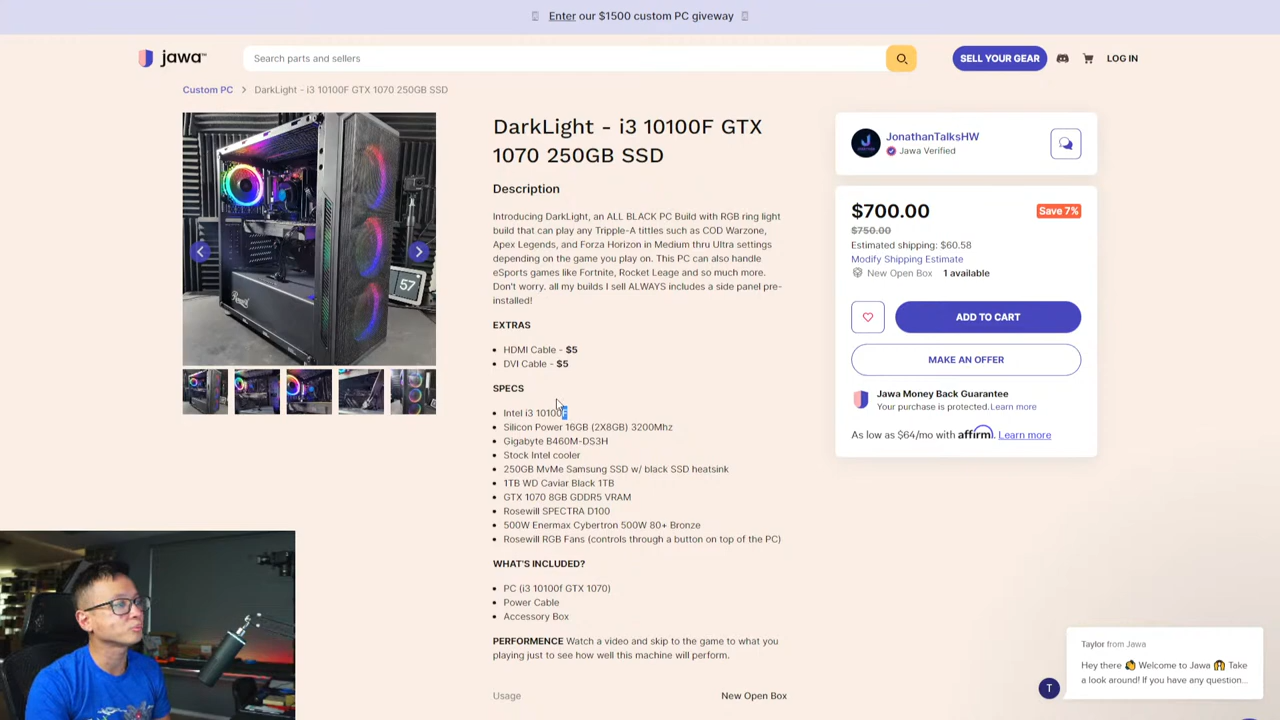 Enter our $1500 custom PC giveway
jawa™
Search parts and sellers
SELL YOUR GEAR
LOG IN
Custom PC > DarkLight - i3 10100F GTX 1070 250GB SSD
DarkLight - i3 10100F GTX
1070 250GB SSD
Description
Introducing DarkLight, an ALL BLACK PC Build with RGB ring light
build that can play any Tripple-A tittles such as COD Warzone,
Apex Legends, and Forza Horizon in Medium thru Ultra settings
depending on the game you play on. This PC can also handle
eSports games like Fortnite, Rocket Leage and so much more.
Don't worry. all my builds I sell ALWAYS includes a side panel pre-
installed!
EXTRAS
• HDMI Cable - $5
• DVI Cable - $5
SPECS
• Intel i3 10100F
• Silicon Power 16GB (2X8GB) 3200Mhz
• Gigabyte B460M-DS3H
• Stock Intel cooler
• 250GB MvMe Samsung SSD w/ black SSD heatsink
• 1TB WD Caviar Black 1TB
• GTX 1070 8GB GDDR5 VRAM
• Rosewill SPECTRA D100
• 500W Enermax Cybertron 500W 80+ Bronze
• Rosewill RGB Fans (controls through a button on top of the PC)
WHAT'S INCLUDED?
• PC (i3 10100f GTX 1070)
• Power Cable
• Accessory Box
PERFORMENCE Watch a video and skip to the game to what you
playing just to see how well this machine will perform.
Usage
New Open Box
JonathanTalksHW
Jawa Verified
$700.00
Save 7%
$750.00
Estimated shipping: $60.58
Modify Shipping Estimate
New Open Box 1 available
ADD TO CART
MAKE AN OFFER
Jawa Money Back Guarantee
Your purchase is protected.Learn more
As low as $64/mo with affirm. Learn more
57
Rosewill
Taylor from Jawa
Hey there 👋 Welcome to Jawa 🙌 Take
a look around! If you have any question...
T